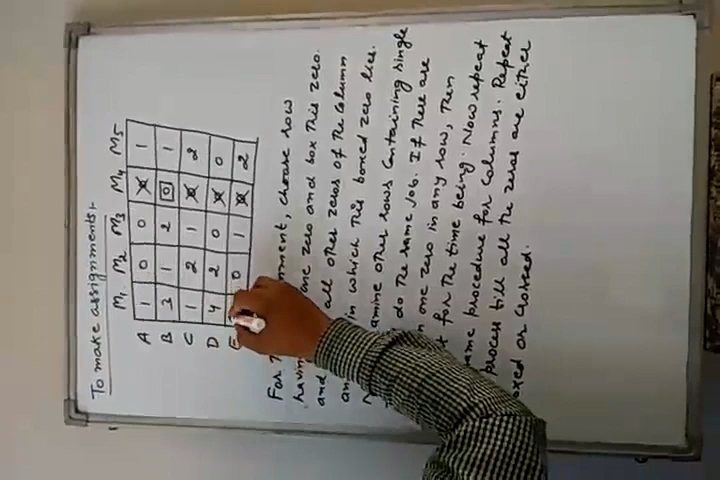 To make assignments:-
M1 M2 M3 M4 M5
A 1 0 0 0 1
B 3 1 2 0 1
C 1 2 1 0 2
D 4 2 0 0 0
E 0 1 0 2
For choose row
one zero and box this zero.
and all other zeros of the column
in which this boxed zero lies.
other rows containing single
do the same job. If there are
one zero in any row, then
for the time being. Now repeat
same procedure for columns. Repeat
process till all the zeros are either
boxed or crossed.